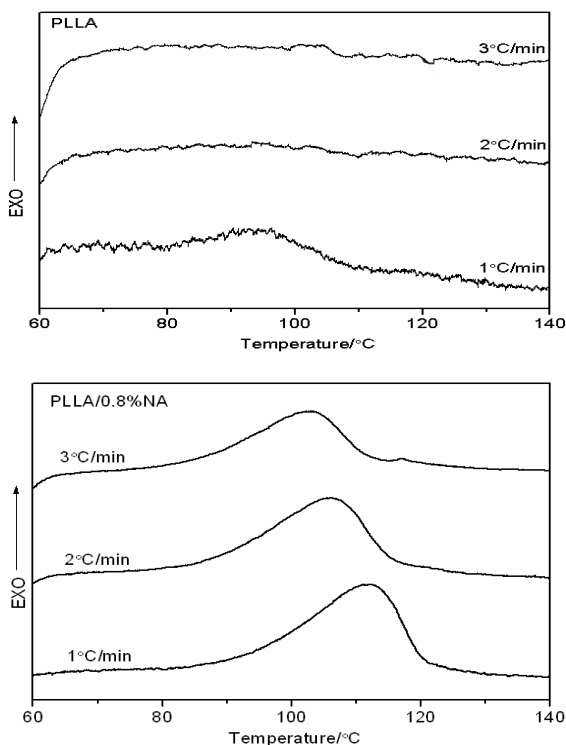 PLLA
3°C/min
2°C/min
1°C/min
EXO
60 80 100 120 140
Temperature/°C
PLLA/0.8%NA
3°C/min
2°C/min
1°C/min
EXO
60 80 100 120 140
Temperature/°C